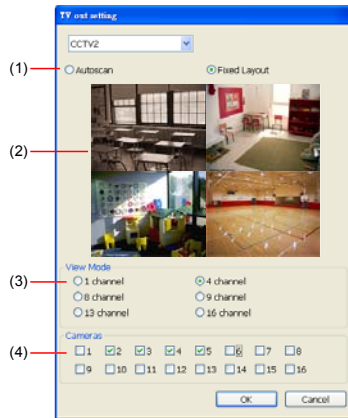 TV out setting
CCTV2
(1) Autoscan Fixed Layout
(2)
View Mode
(3) 1 channel 4 channel
8 channel 9 channel
13 channel 16 channel
Cameras
(4) 1 2 3 4 5 6 7 8
9 10 11 12 13 14 15 16
OK Cancel